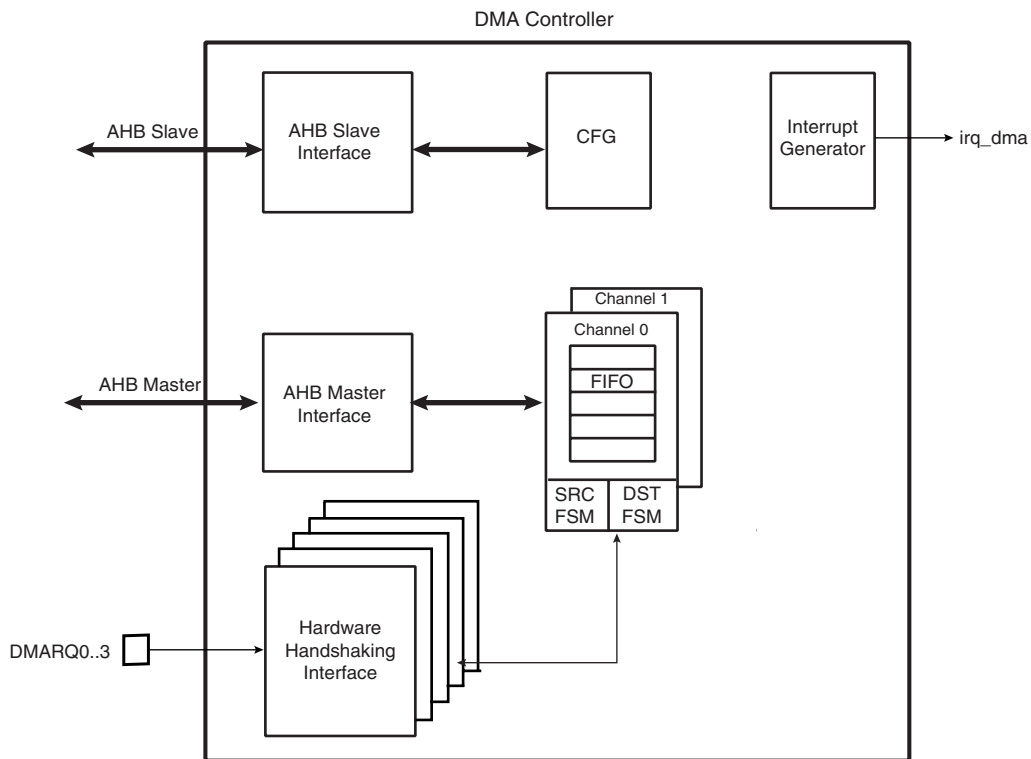 DMA Controller
AHB Slave
AHB Slave
Interface
CFG
Interrupt
Generator
irq_dma
Channel 1
Channel 0
FIFO
AHB Master
AHB Master
Interface
SRC
FSM
DST
FSM
Hardware
Handshaking
Interface
DMARQ0..3